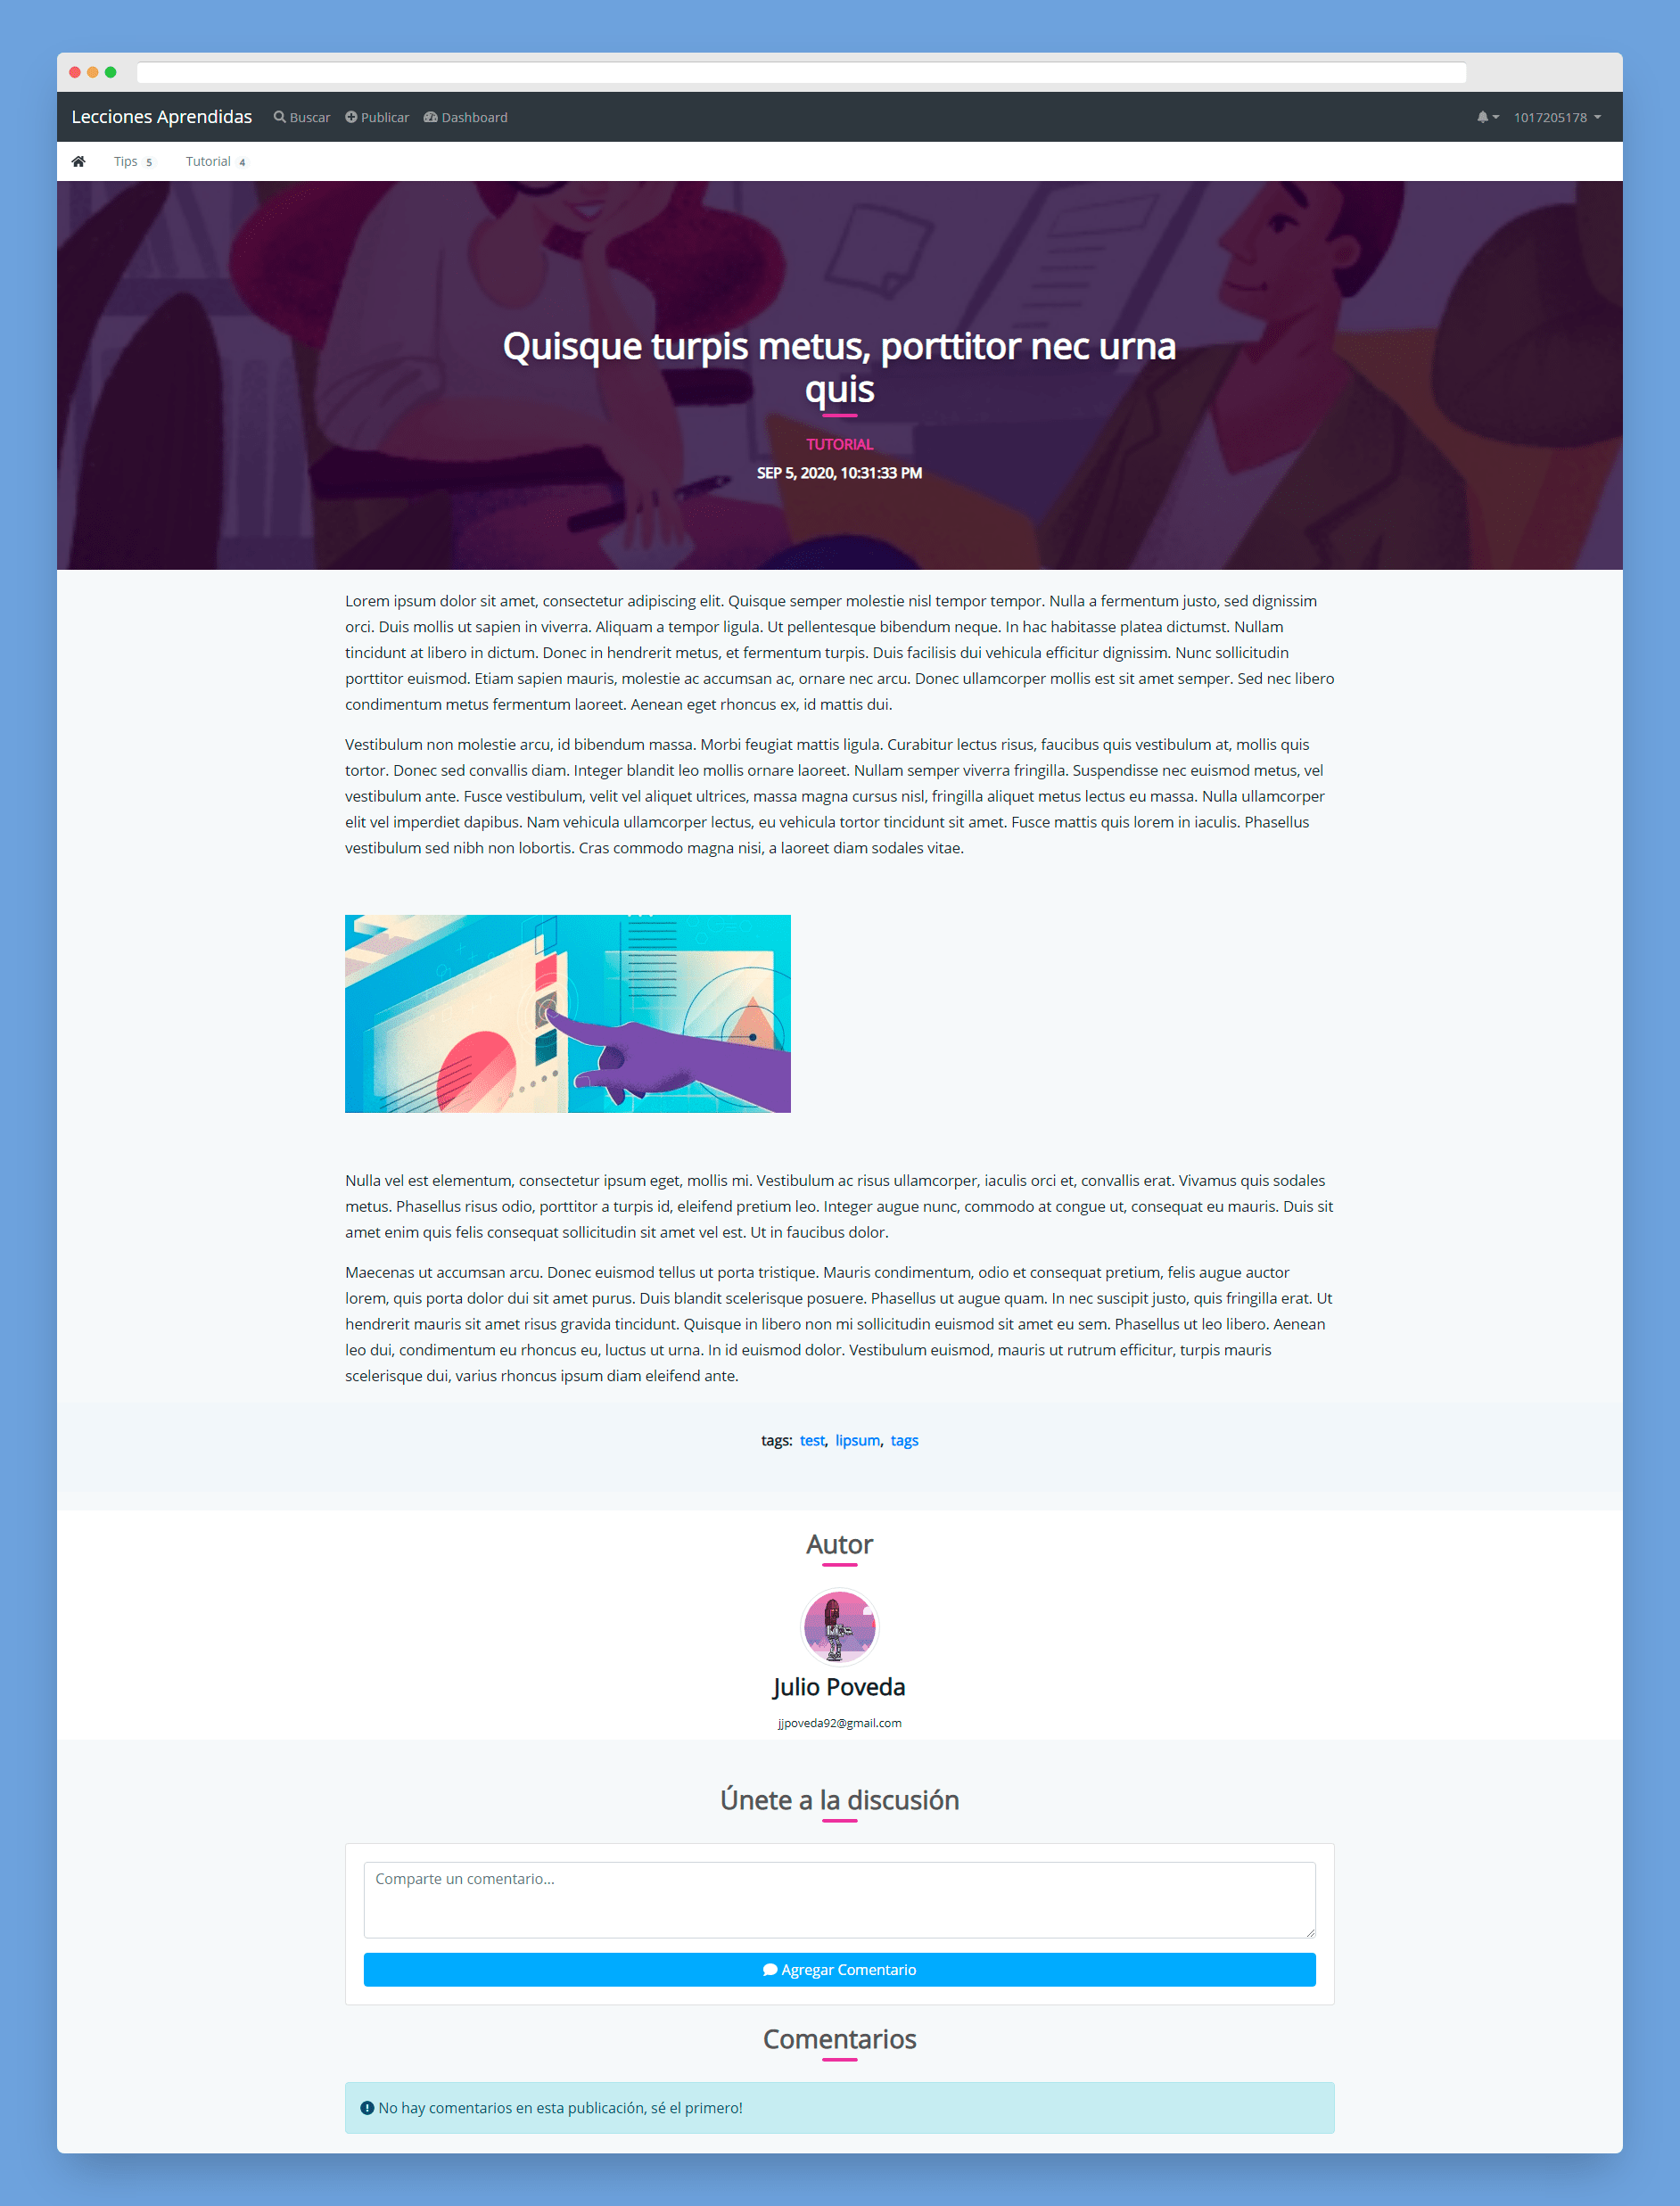 Lecciones Aprendidas Buscar Publicar Dashboard 1017205178
Tips 5 Tutorial 4
Quisque turpis metus, porttitor nec urna
quis
TUTORIAL
SEP 5, 2020, 10:31:33 PM
Lorem ipsum dolor sit amet, consectetur adipiscing elit. Quisque semper molestie nisl tempor tempor. Nulla a fermentum justo, sed dignissim
orci. Duis mollis ut sapien in viverra. Aliquam a tempor ligula. Ut pellentesque bibendum neque. In hac habitasse platea dictumst. Nullam
tincidunt at libero in dictum. Donec in hendrerit metus, et fermentum turpis. Duis facilisis dui vehicula efficitur dignissim. Nunc sollicitudin
porttitor euismod. Etiam sapien mauris, molestie ac accumsan ac, ornare nec arcu. Donec ullamcorper mollis est sit amet semper. Sed nec libero
condimentum metus fermentum laoreet. Aenean eget rhoncus ex, id mattis dui.
Vestibulum non molestie arcu, id bibendum massa. Morbi feugiat mattis ligula. Curabitur lectus risus, faucibus quis vestibulum at, mollis quis
tortor. Donec sed convallis diam. Integer blandit leo mollis ornare laoreet. Nullam semper viverra fringilla. Suspendisse nec euismod metus, vel
vestibulum ante. Fusce vestibulum, velit vel aliquet ultrices, massa magna cursus nisl, fringilla aliquet metus lectus eu massa. Nulla ullamcorper
elit vel imperdiet dapibus. Nam vehicula ullamcorper lectus, eu vehicula tortor tincidunt sit amet. Fusce mattis quis lorem in iaculis. Phasellus
vestibulum sed nibh non lobortis. Cras commodo magna nisi, a laoreet diam sodales vitae.
Nulla vel est elementum, consectetur ipsum eget, mollis mi. Vestibulum ac risus ullamcorper, iaculis orci et, convallis erat. Vivamus quis sodales
metus. Phasellus risus odio, porttitor a turpis id, eleifend pretium leo. Integer augue nunc, commodo at congue ut, consequat eu mauris. Duis sit
amet enim quis felis consequat sollicitudin sit amet vel est. Ut in faucibus dolor.
Maecenas ut accumsan arcu. Donec euismod tellus ut porta tristique. Mauris condimentum, odio et consequat pretium, felis augue auctor
lorem, quis porta dolor dui sit amet purus. Duis blandit scelerisque posuere. Phasellus ut augue quam. In nec suscipit justo, quis fringilla erat. Ut
hendrerit mauris sit amet risus gravida tincidunt. Quisque in libero non mi sollicitudin euismod sit amet eu sem. Phasellus ut leo libero. Aenean
leo dui, condimentum eu rhoncus eu, luctus ut urna. In id euismod dolor. Vestibulum euismod, mauris ut rutrum efficitur, turpis mauris
scelerisque dui, varius rhoncus ipsum diam eleifend ante.
tags: test, lipsum, tags
Autor
Julio Poveda
jjpoveda92@gmail.com
Únete a la discusión
Comparte un comentario...
Agregar Comentario
Comentarios
No hay comentarios en esta publicación, sé el primero!